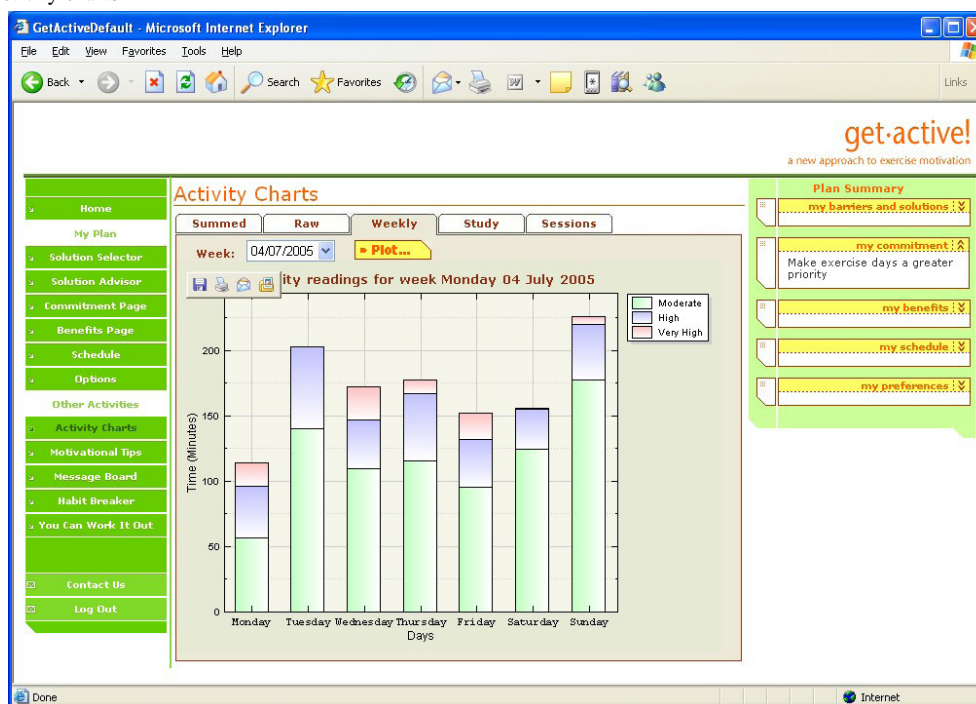 GetActiveDefault - Microsoft Internet Explorer
File Edit View Favorites Tools Help
Back Search Favorites Links
get·active!
a new approach to exercise motivation
Home
My Plan
Solution Selector
Solution Advisor
Commitment Page
Benefits Page
Schedule
Options
Other Activities
Activity Charts
Motivational Tips
Message Board
Habit Breaker
You Can Work It Out
Contact Us
Log Out
Activity Charts
Summed Raw Weekly Study Sessions
Week: 04/07/2005 Plot...
ity readings for week Monday 04 July 2005
Moderate
High
Very High
Time (Minutes)
200
150
100
50
0
Monday Tuesday Wednesday Thursday Friday Saturday Sunday
Days
Plan Summary
my barriers and solutions
my commitment
Make exercise days a greater
priority
my benefits
my schedule
my preferences
Done Internet